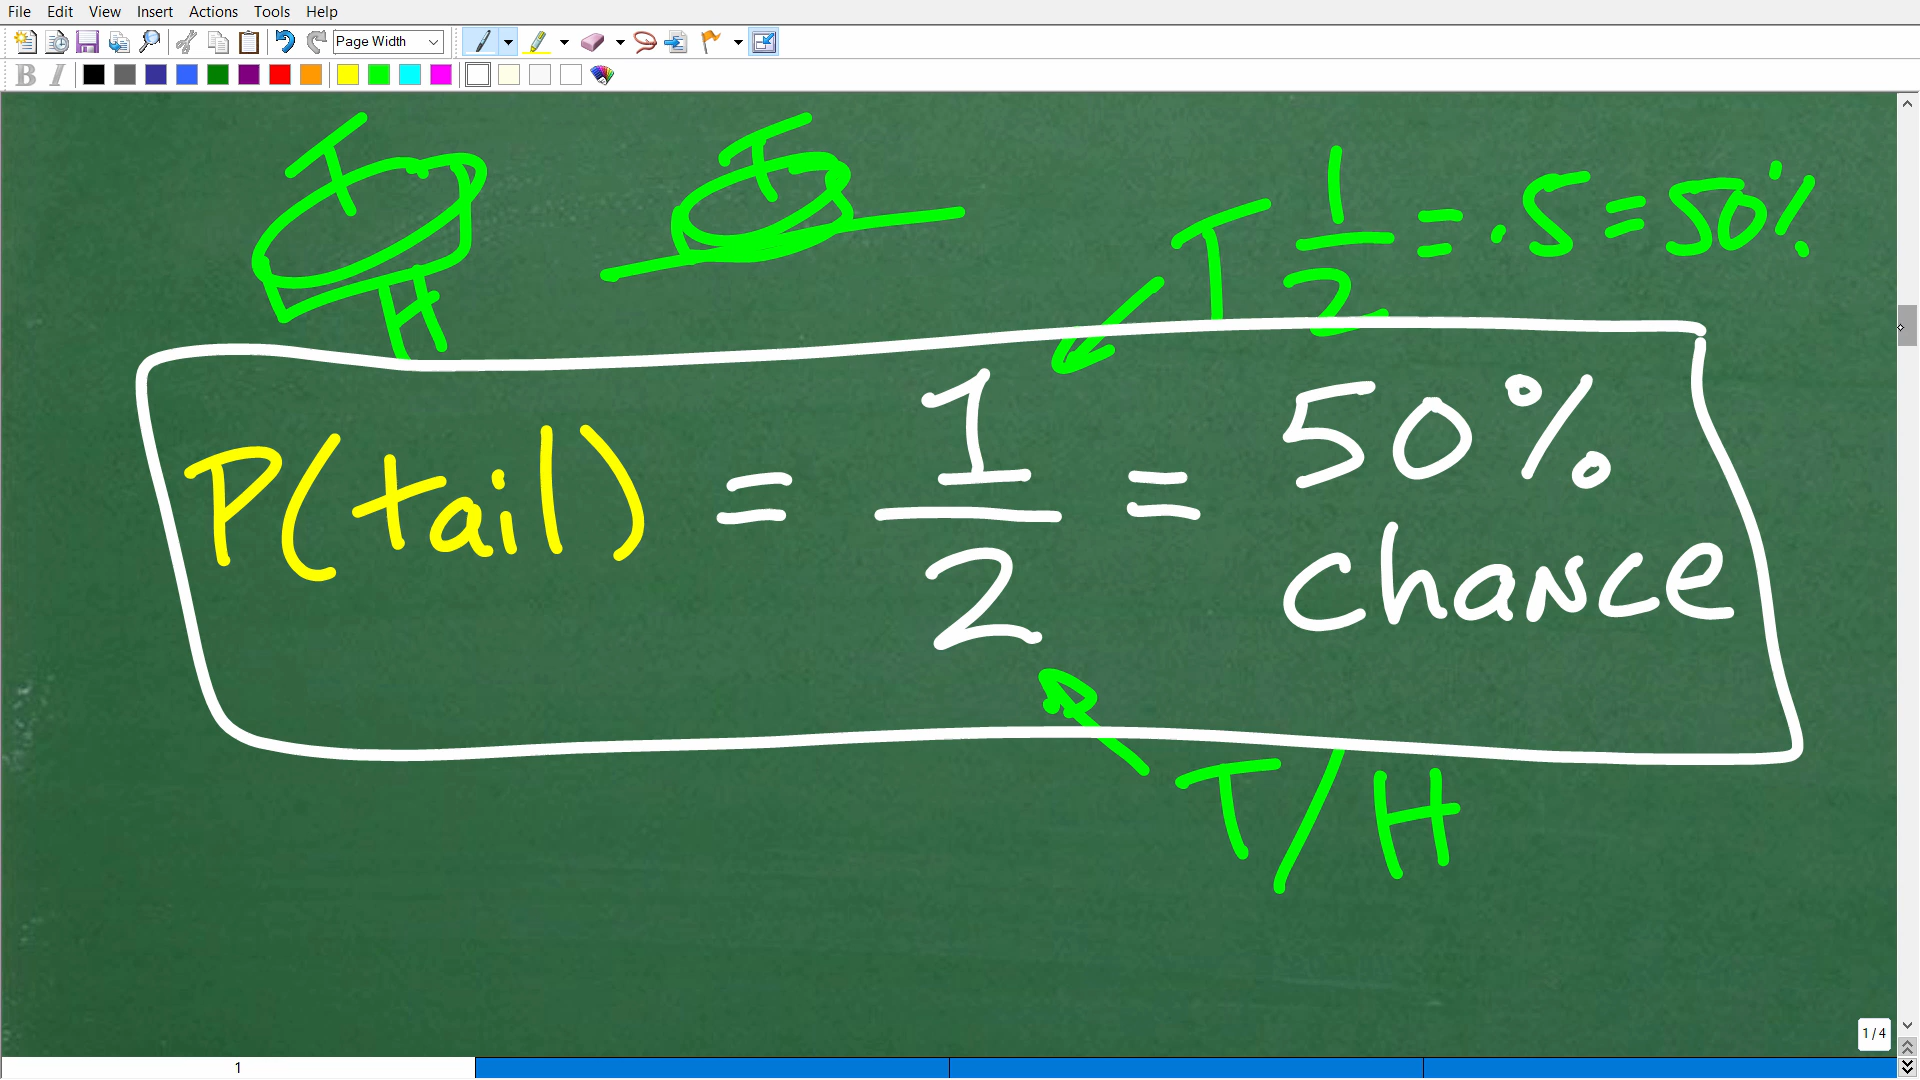 File Edit View Insert Actions Tools Help
Page Width
B I
T T
H
T 1/2 = .5 = 50%
P(tail) = 1/2 = 50% chance
T/H
1/4
1